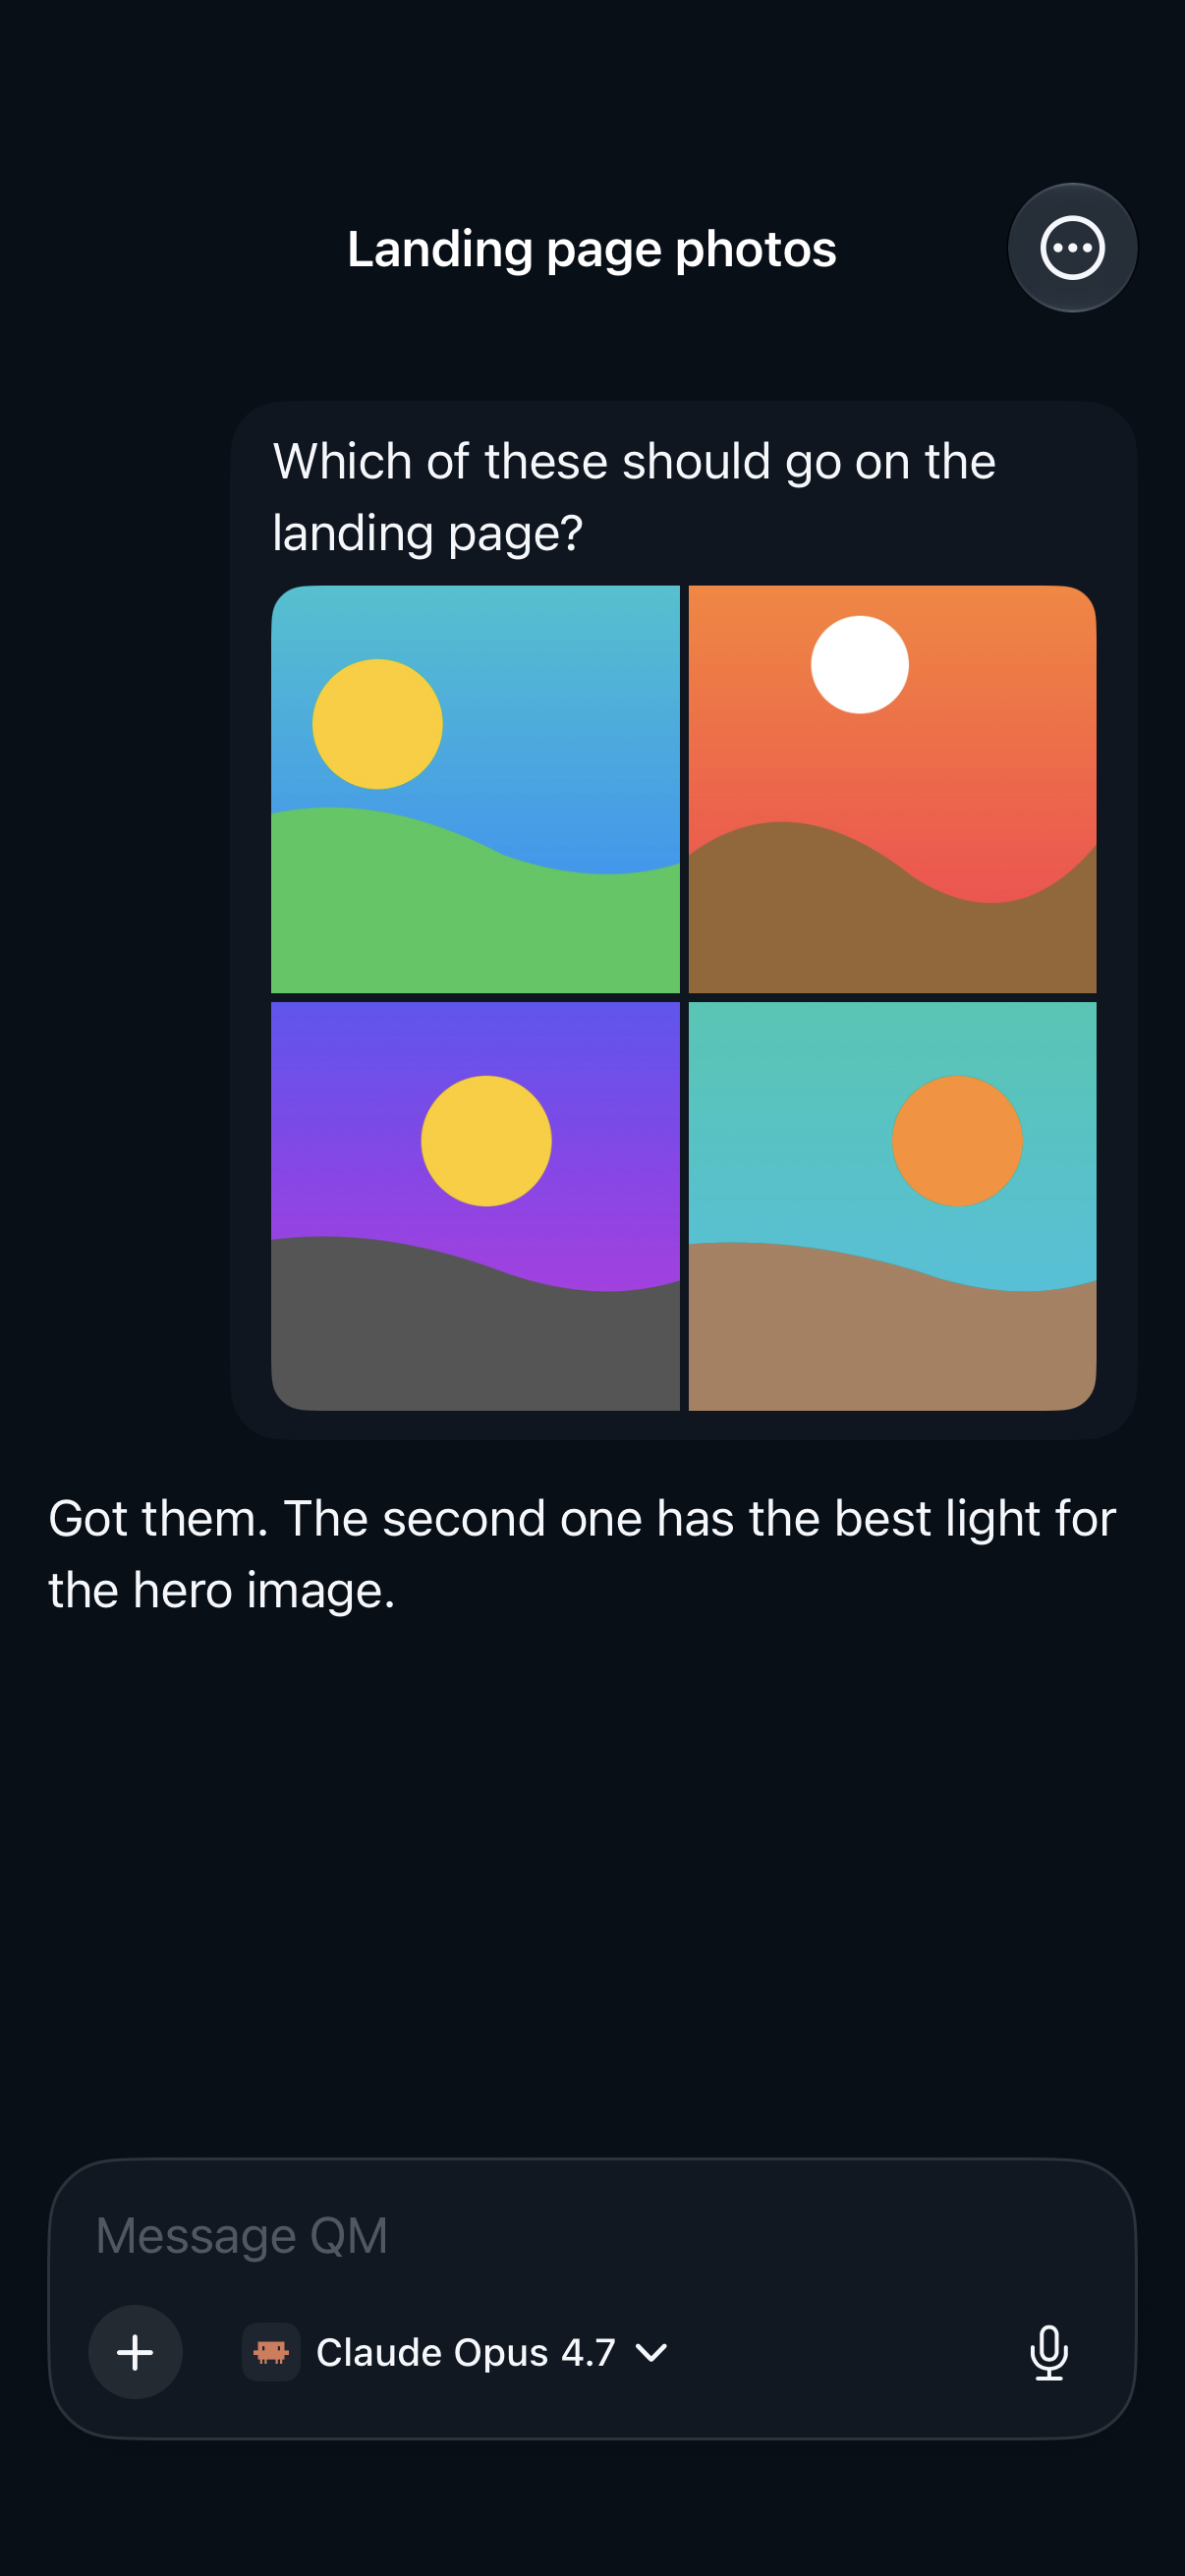 Landing page photos
Which of these should go on the
landing page?
Got them. The second one has the best light for
the hero image.
Message QM
Claude Opus 4.7